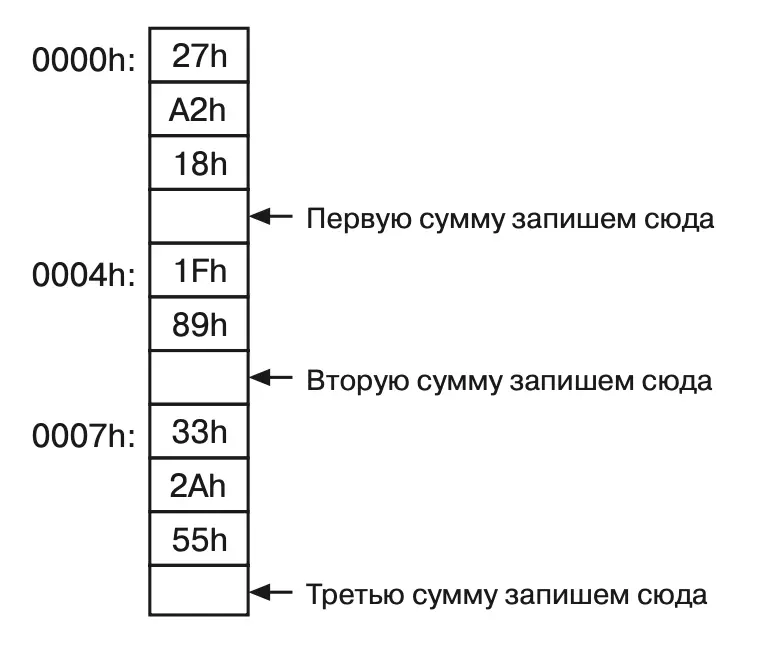 0000h: 27h
A2h
18h
Первую сумму запишем сюда
0004h: 1Fh
89h
Вторую сумму запишем сюда
0007h: 33h
2Ah
55h
Третью сумму запишем сюда